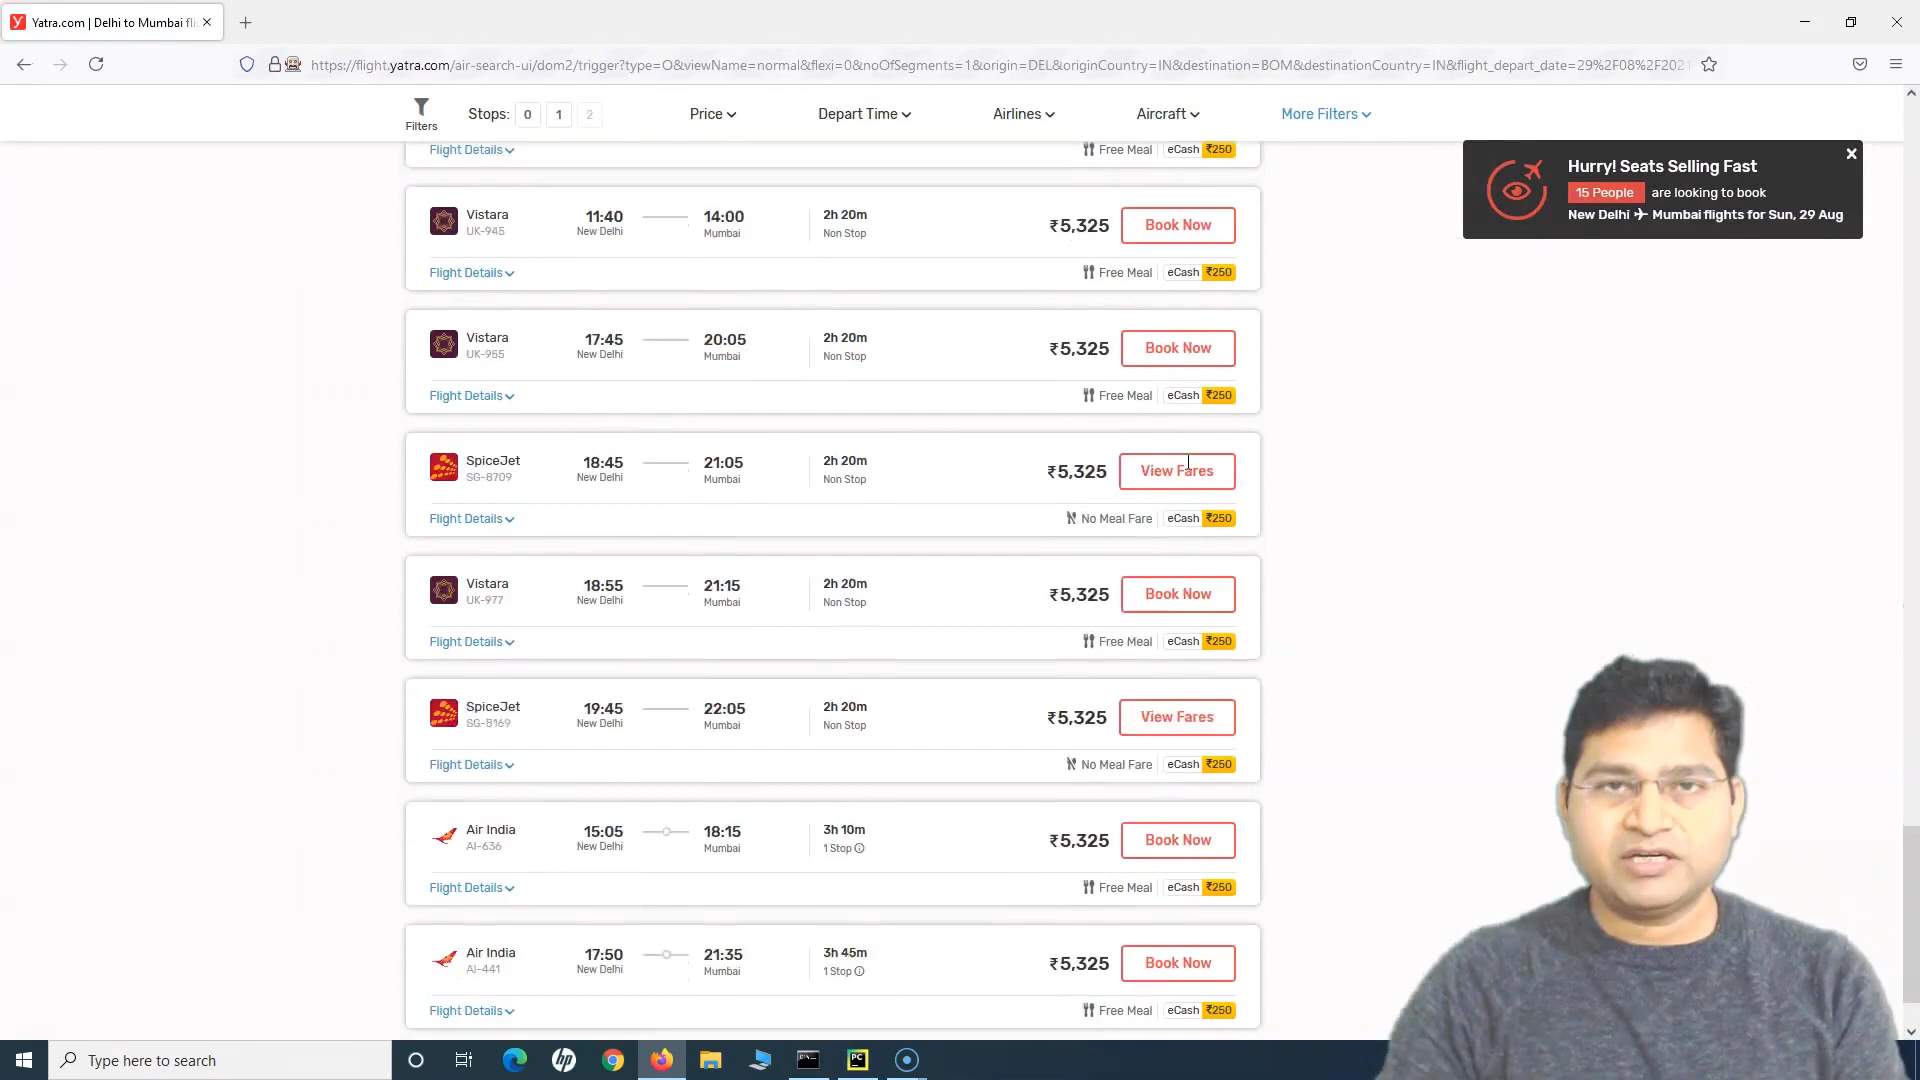 Yatra.com | Delhi to Mumbai fli
https://flight.yatra.com/air-search-ui/dom2/trigger?type=O&viewName=normal&flexi=0&noOfSegments=1&origin=DEL&originCountry=IN&destination=BOM&destinationCountry=IN&flight_depart_date=29%2F08%2F2021
Filters
Stops: 0 1 2
Price
Depart Time
Airlines
Aircraft
More Filters
Hurry! Seats Selling Fast
15 People are looking to book
New Delhi Mumbai flights for Sun, 29 Aug
Flight Details Free Meal eCash ₹250
Vistara 11:40 14:00 2h 20m ₹5,325 Book Now
UK-945 New Delhi Mumbai Non Stop
Flight Details Free Meal eCash ₹250
Vistara 17:45 20:05 2h 20m ₹5,325 Book Now
UK-955 New Delhi Mumbai Non Stop
Flight Details Free Meal eCash ₹250
SpiceJet 18:45 21:05 2h 20m ₹5,325 View Fares
SG-8709 New Delhi Mumbai Non Stop
Flight Details No Meal Fare eCash ₹250
Vistara 18:55 21:15 2h 20m ₹5,325 Book Now
UK-977 New Delhi Mumbai Non Stop
Flight Details Free Meal eCash ₹250
SpiceJet 19:45 22:05 2h 20m ₹5,325 View Fares
SG-8169 New Delhi Mumbai Non Stop
Flight Details No Meal Fare eCash ₹250
Air India 15:05 18:15 3h 10m ₹5,325 Book Now
AI-636 New Delhi Mumbai 1 Stop
Flight Details Free Meal eCash ₹250
Air India 17:50 21:35 3h 45m ₹5,325 Book Now
AI-441 New Delhi Mumbai 1 Stop
Flight Details Free Meal eCash ₹250
Type here to search
hp
PC